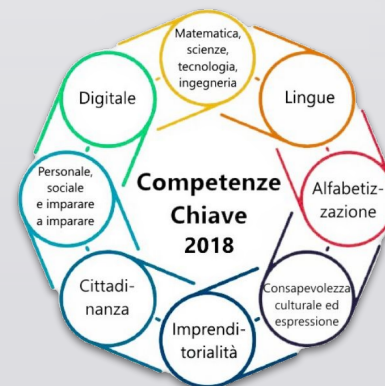 Matematica,
scienze,
tecnologia,
ingegneria
Digitale
Lingue
Personale,
sociale
e imparare
a imparare
Competenze
Chiave
2018
Alfabetiz-
zazione
Cittadi-
nanza
Imprendi-
torialità
Consapevolezza
culturale ed
espressione